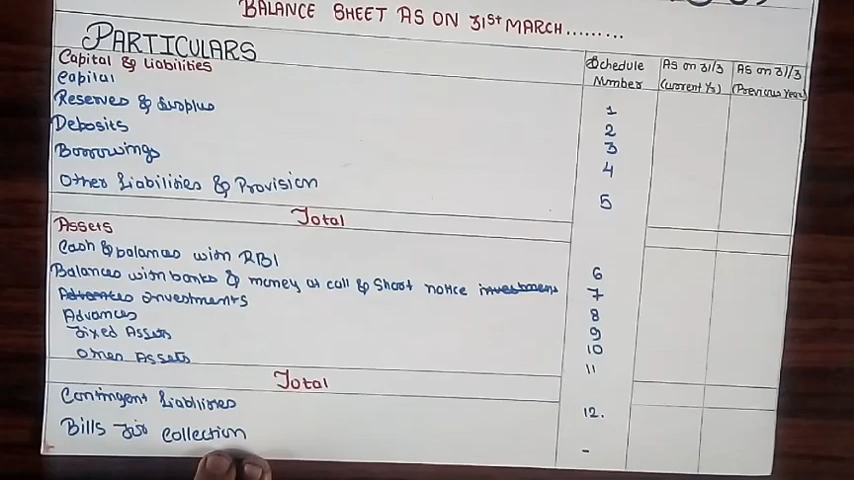 BALANCE SHEET AS ON 31st MARCH.........
PARTICULARS
Schedule Number
As on 31/3 (current Yr)
As on 31/3 (Previous Year)
Capital & Liabilities
Capital 1
Reserves & Surplus 2
Deposits 3
Borrowings 4
Other Liabilities & Provision 5
Total
Assets
Cash & balances with RBI 6
Balances with banks & money at call & Short notice investment 7
Advances investments 8
Advances 9
Fixed Assets 10
Other Assets 11
Total
Contingent Liabilities 12.
Bills for collection -